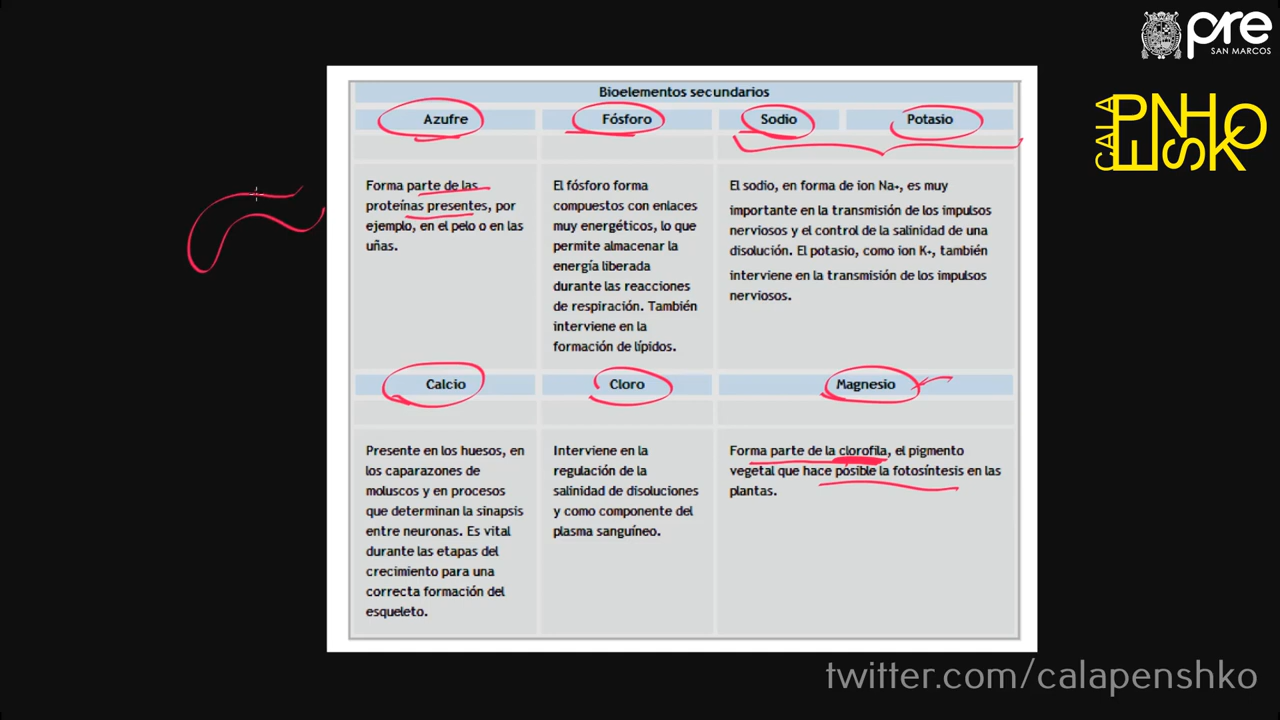 pre
SAN MARCOS
CALA
PENSHKO
Bioelementos secundarios
Azufre
Fósforo
Sodio
Potasio
Forma parte de las
proteínas presentes, por
ejemplo, en el pelo o en las
uñas.
El fósforo forma
compuestos con enlaces
muy energéticos, lo que
permite almacenar la
energía liberada
durante las reacciones
de respiración. También
interviene en la
formación de lípidos.
El sodio, en forma de ion Na+, es muy
importante en la transmisión de los impulsos
nerviosos y el control de la salinidad de una
disolución. El potasio, como ion K+, también
interviene en la transmisión de los impulsos
nerviosos.
Calcio
Cloro
Magnesio
Presente en los huesos, en
los caparazones de
moluscos y en procesos
que determinan la sinapsis
entre neuronas. Es vital
durante las etapas del
crecimiento para una
correcta formación del
esqueleto.
Interviene en la
regulación de la
salinidad de disoluciones
y como componente del
plasma sanguíneo.
Forma parte de la clorofila, el pigmento
vegetal que hace posible la fotosíntesis en las
plantas.
twitter.com/calapenshko